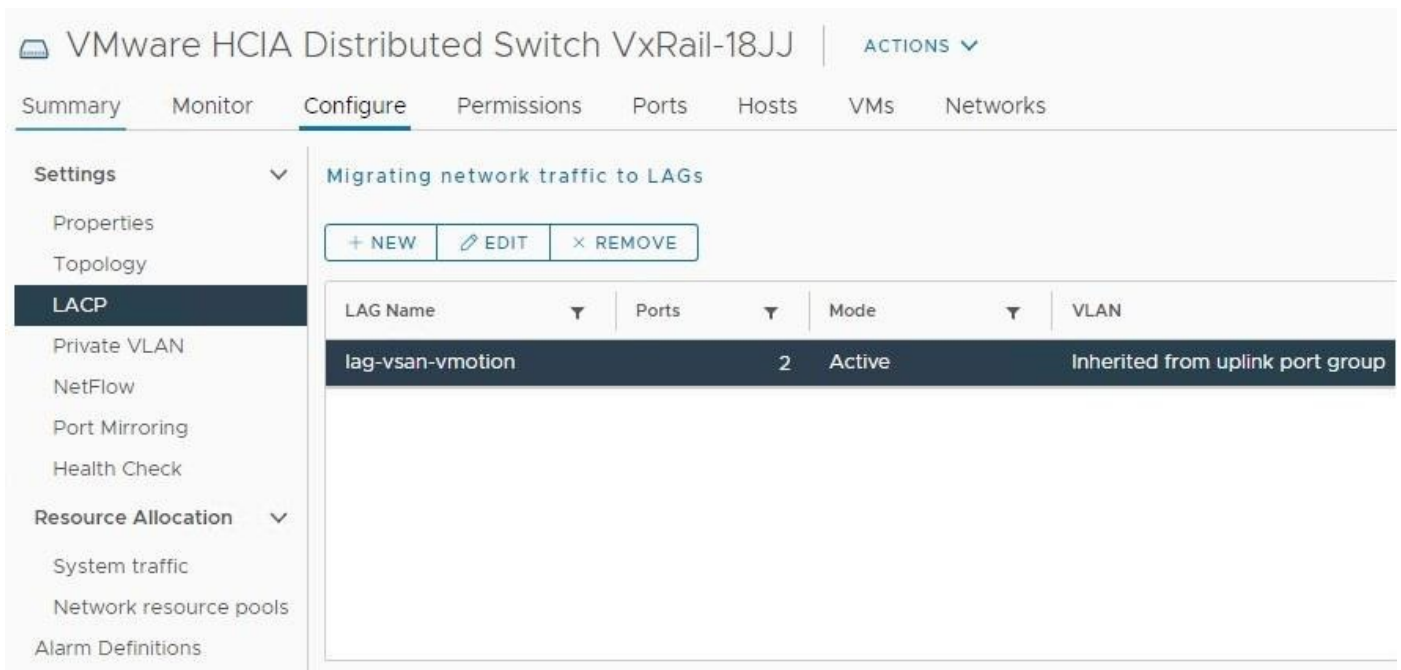 VMware HCIA Distributed Switch VxRail-18JJ ACTIONS
Summary Monitor Configure Permissions Ports Hosts VMs Networks
Settings
Properties
Topology
LACP
Private VLAN
NetFlow
Port Mirroring
Health Check
Resource Allocation
System traffic
Network resource pools
Alarm Definitions
Migrating network traffic to LAGs
+ NEW EDIT × REMOVE
LAG Name Ports Mode VLAN
lag-vsan-vmotion 2 Active Inherited from uplink port group